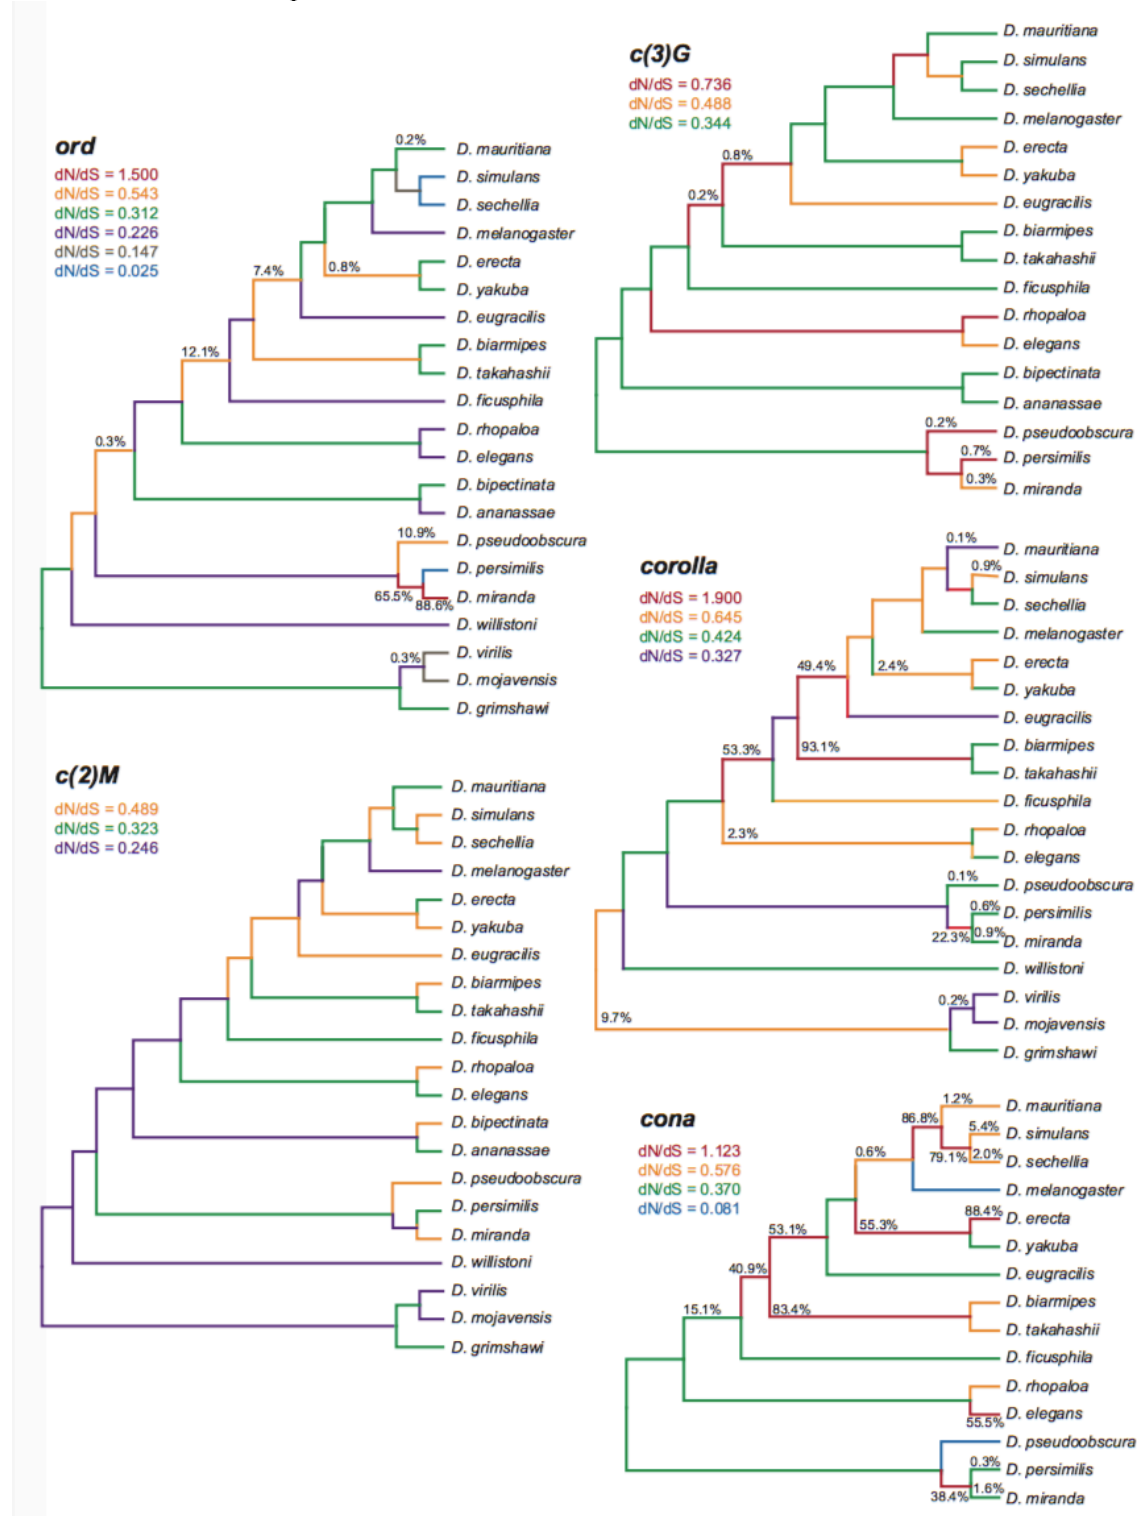 ord
dN/dS = 1.500
dN/dS = 0.543
dN/dS = 0.312
dN/dS = 0.226
dN/dS = 0.147
dN/dS = 0.025
0.2%
D. mauritiana
D. simulans
D. sechellia
D. melanogaster
D. erecta
0.8%
7.4%
D. yakuba
D. eugracilis
D. biarmipes
12.1%
D. takahashii
D. ficusphila
D. rhopaloa
0.3%
D. elegans
D. bipectinata
D. ananassae
10.9%
D. pseudoobscura
D. persimilis
65.5%
D. miranda
88.6%
D. willistoni
D. virilis
0.3%
D. mojavensis
D. grimshawi
c(2)M
dN/dS = 0.489
dN/dS = 0.323
dN/dS = 0.246
D. mauritiana
D. simulans
D. sechellia
D. melanogaster
D. erecta
D. yakuba
D. eugracilis
D. biarmipes
D. takahashii
D. ficusphila
D. rhopaloa
D. elegans
D. bipectinata
D. ananassae
D. pseudoobscura
D. persimilis
D. miranda
D. willistoni
D. virilis
D. mojavensis
D. grimshawi
c(3)G
dN/dS = 0.736
dN/dS = 0.488
dN/dS = 0.344
D. mauritiana
D. simulans
D. sechellia
D. melanogaster
D. erecta
0.8%
D. yakuba
0.2%
D. eugracilis
D. biarmipes
D. takahashii
D. ficusphila
D. rhopaloa
D. elegans
D. bipectinata
D. ananassae
0.2%
D. pseudoobscura
0.7%
D. persimilis
0.3%
D. miranda
corolla
dN/dS = 1.900
dN/dS = 0.645
dN/dS = 0.424
dN/dS = 0.327
0.1%
D. mauritiana
0.9%
D. simulans
D. sechellia
D. melanogaster
49.4%
2.4%
D. erecta
D. yakuba
D. eugracilis
53.3%
93.1%
D. biarmipes
D. takahashii
D. ficusphila
2.3%
D. rhopaloa
D. elegans
0.1%
D. pseudoobscura
0.6%
D. persimilis
22.3%
0.9%
D. miranda
D. willistoni
0.2%
D. virilis
9.7%
D. mojavensis
D. grimshawi
cona
dN/dS = 1.123
dN/dS = 0.576
dN/dS = 0.370
dN/dS = 0.081
1.2%
D. mauritiana
86.8%
5.4%
D. simulans
0.6%
79.1%
2.0%
D. sechellia
D. melanogaster
88.4%
D. erecta
53.1%
55.3%
D. yakuba
40.9%
D. eugracilis
15.1%
83.4%
D. biarmipes
D. takahashii
D. ficusphila
D. rhopaloa
D. elegans
55.5%
D. pseudoobscura
0.3%
D. persimilis
38.4%
1.6%
D. miranda